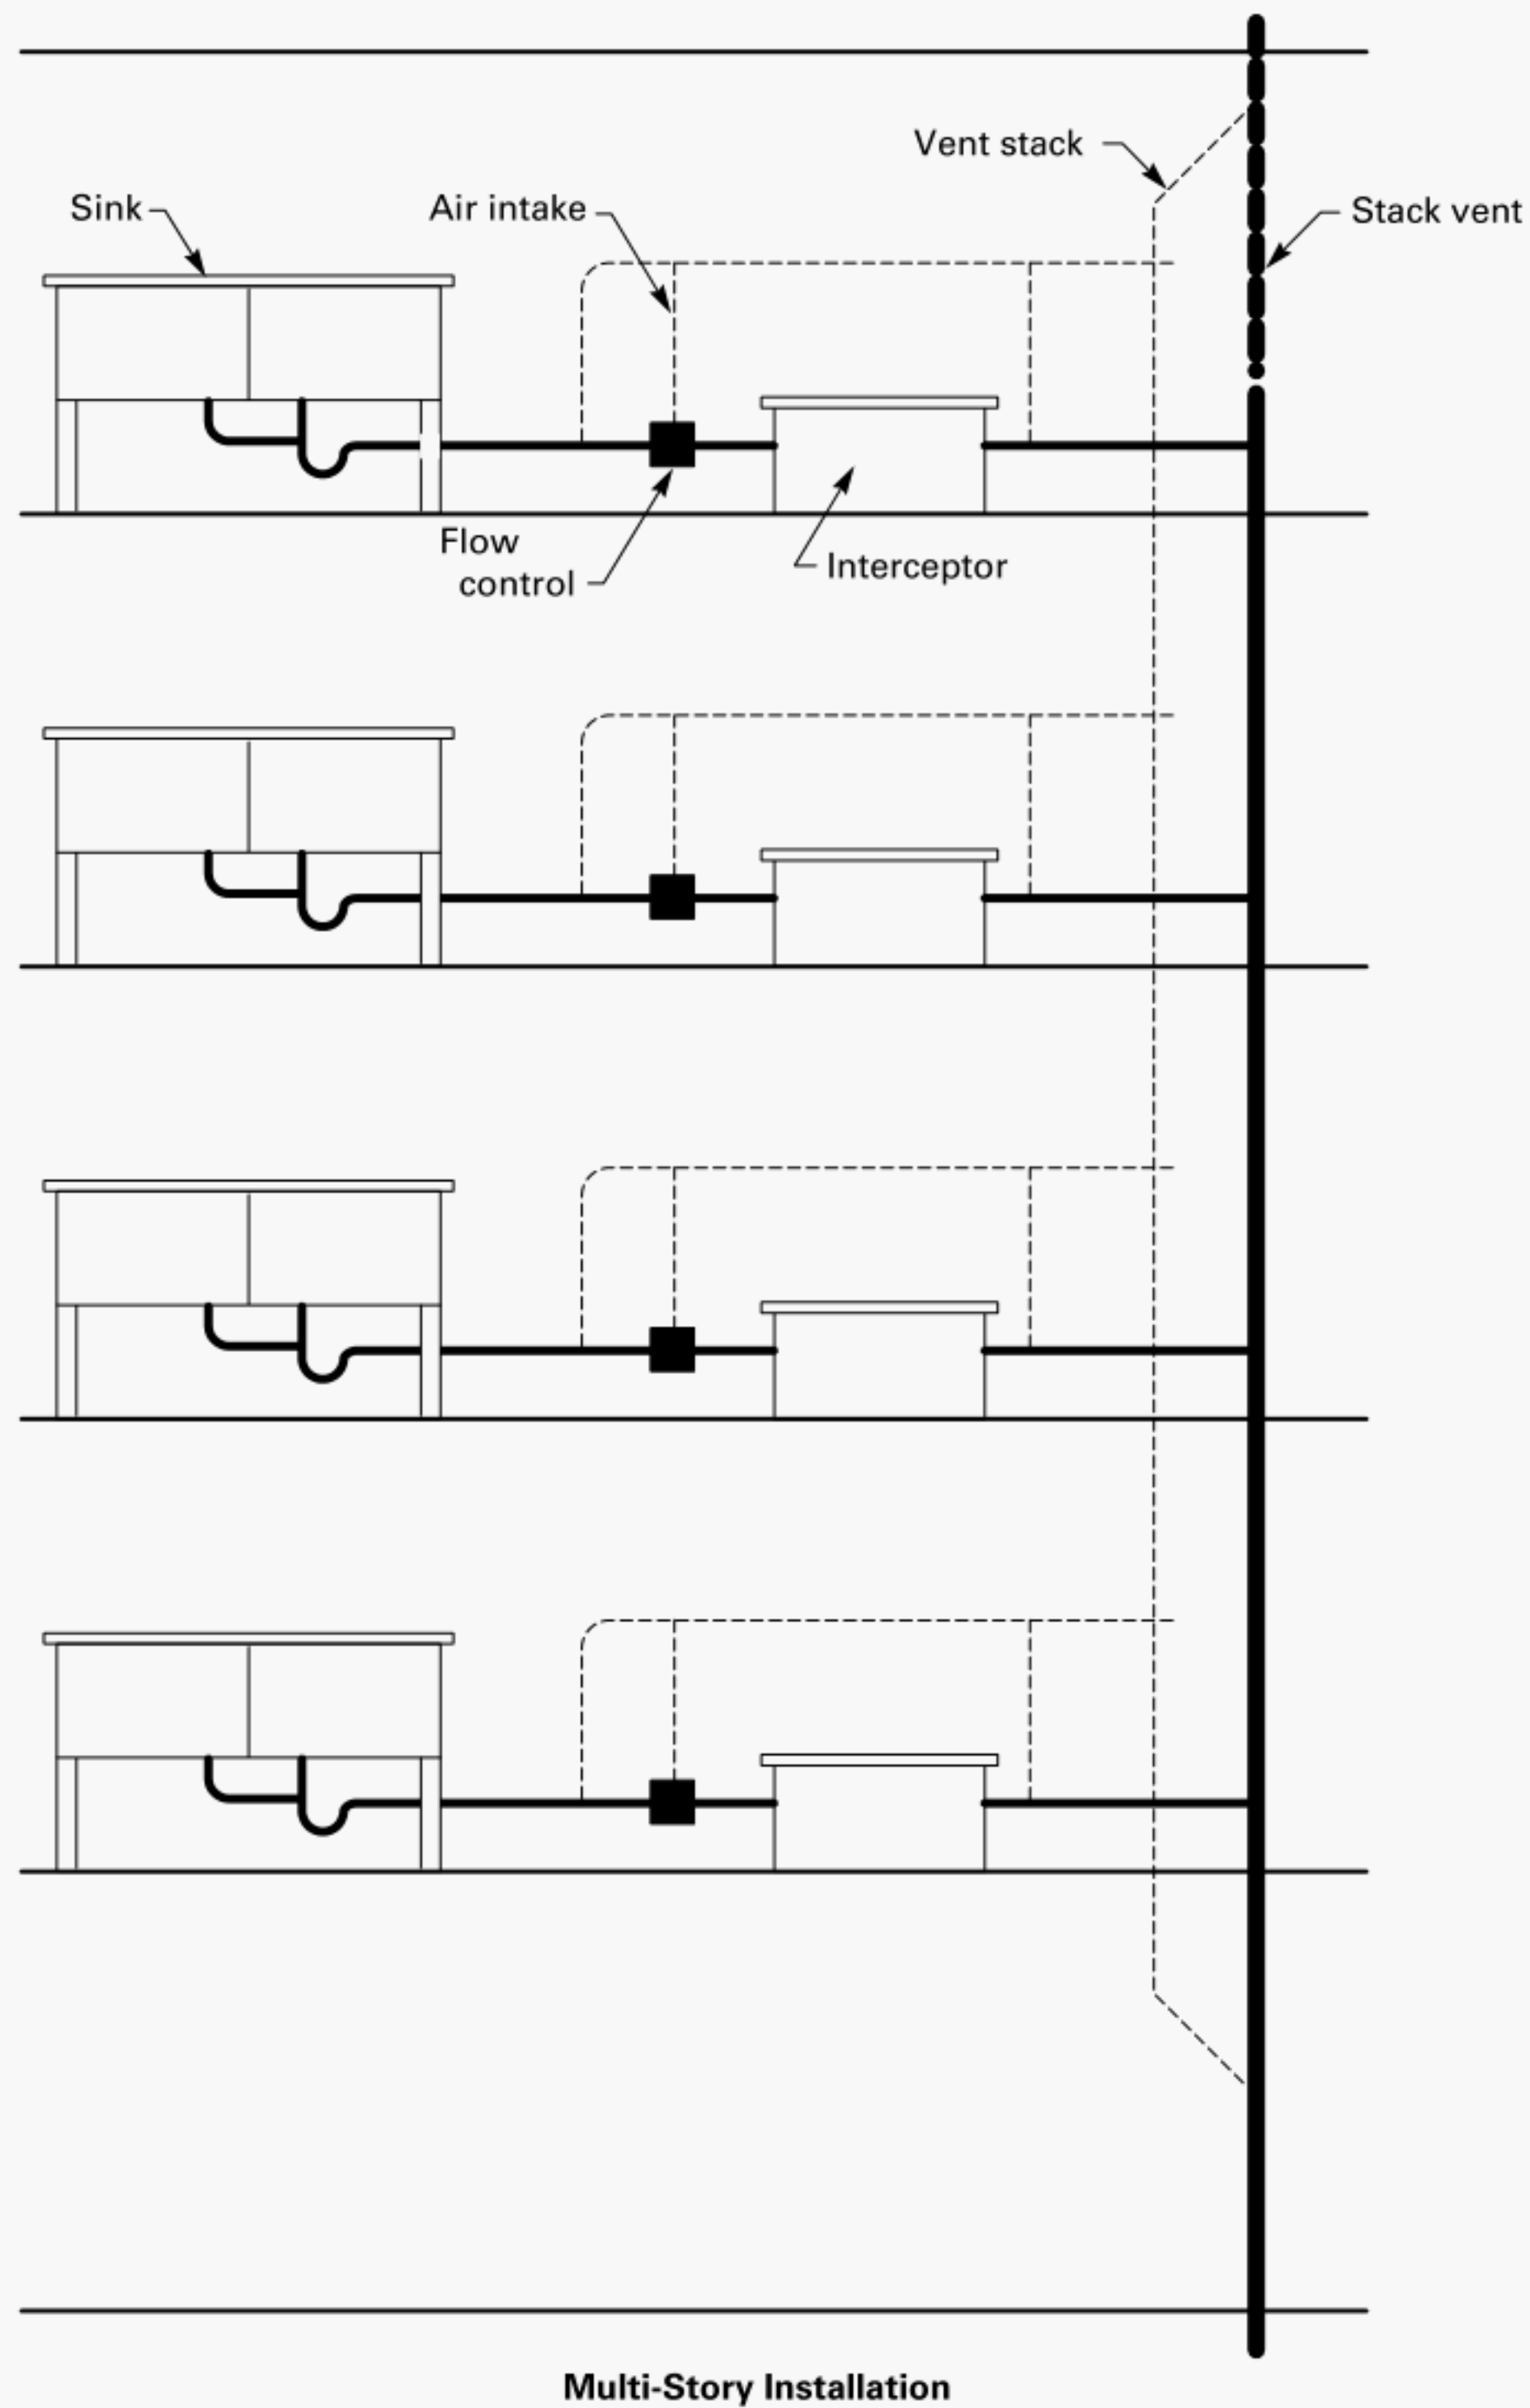 Vent stack
Sink
Air intake
Stack vent
Flow
control
Interceptor
Multi-Story Installation